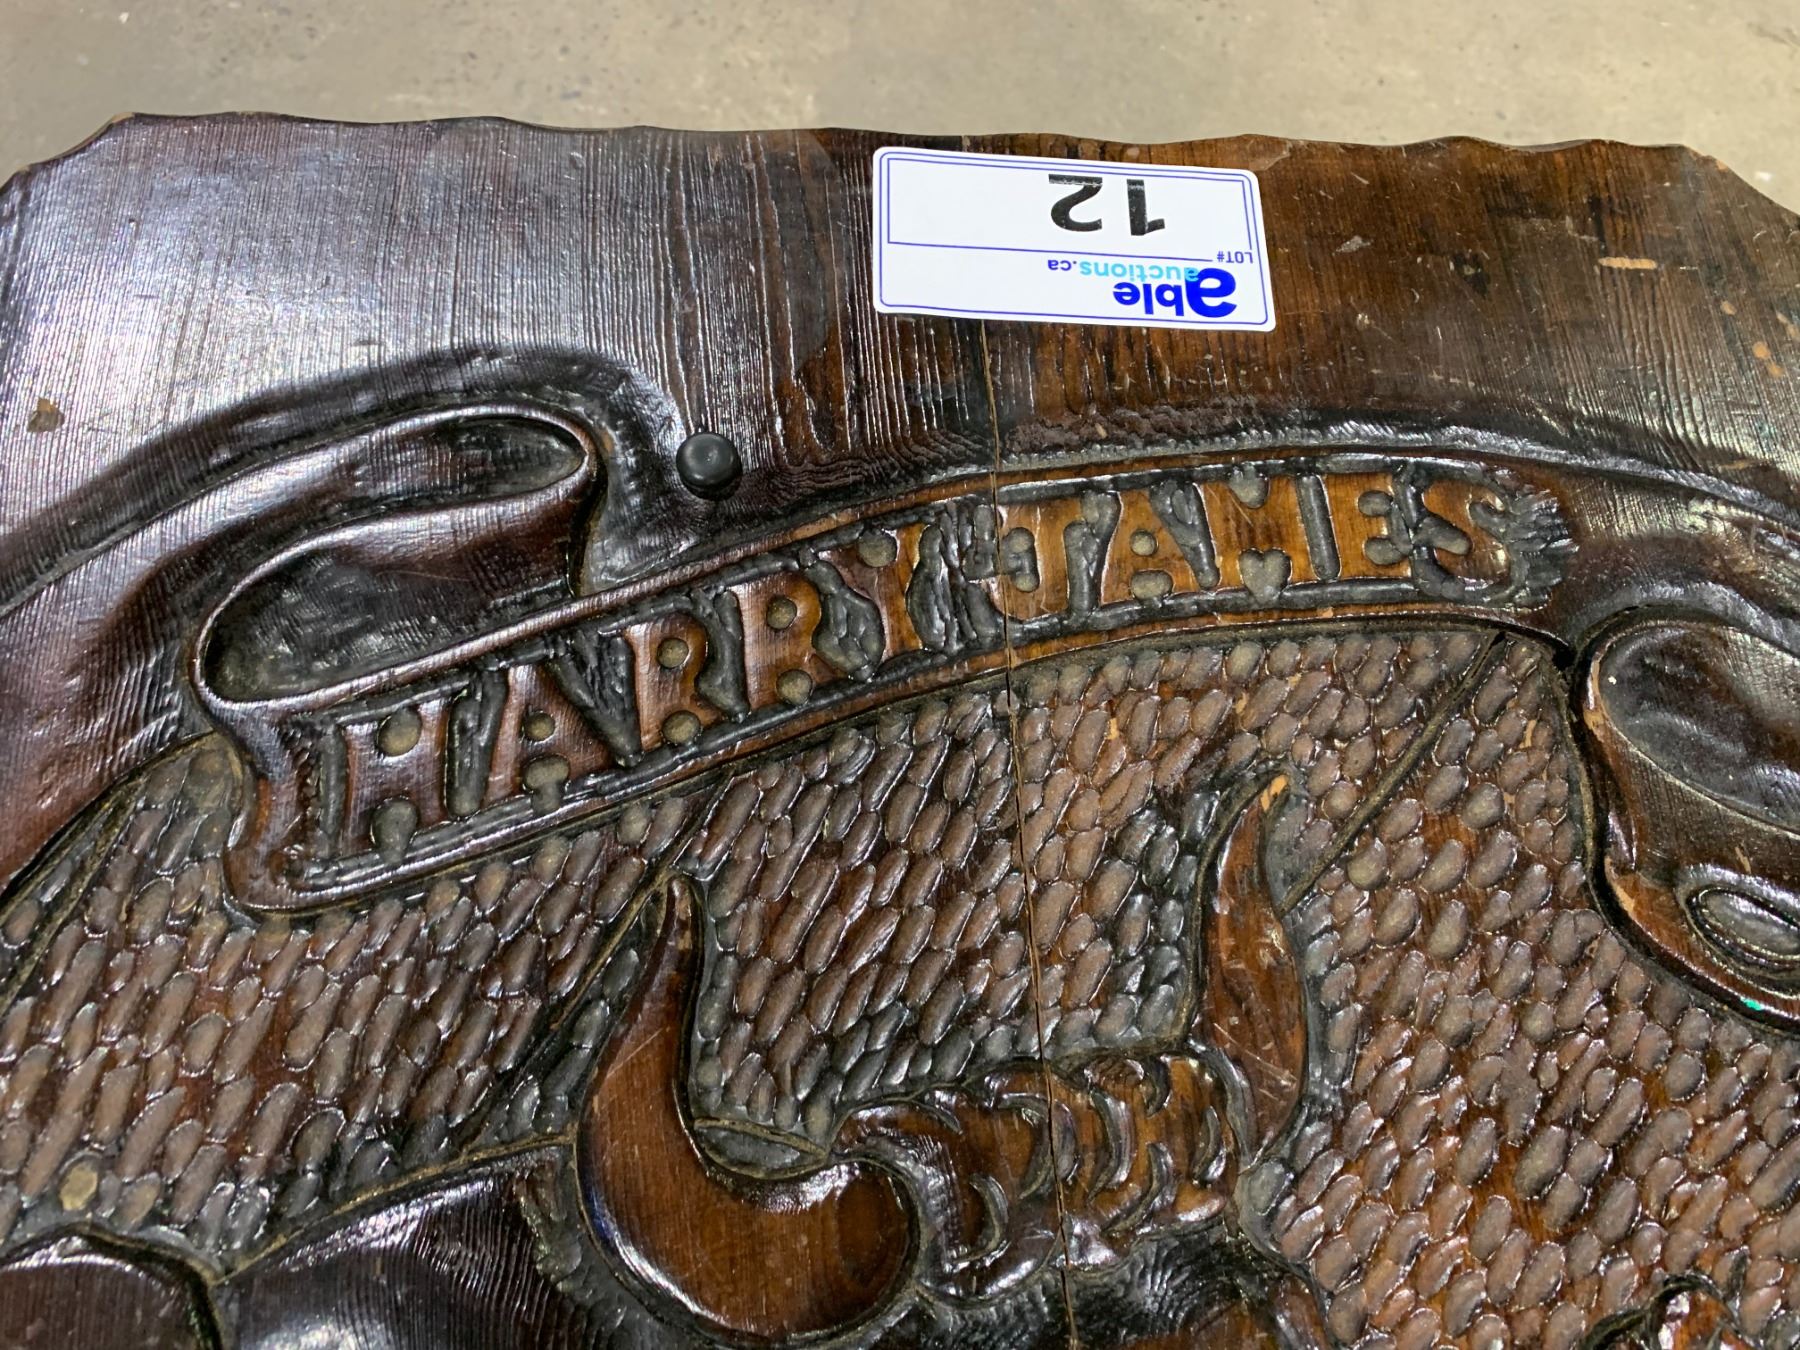 able
auctions.ca
LOT#
12
HARRY JAMES